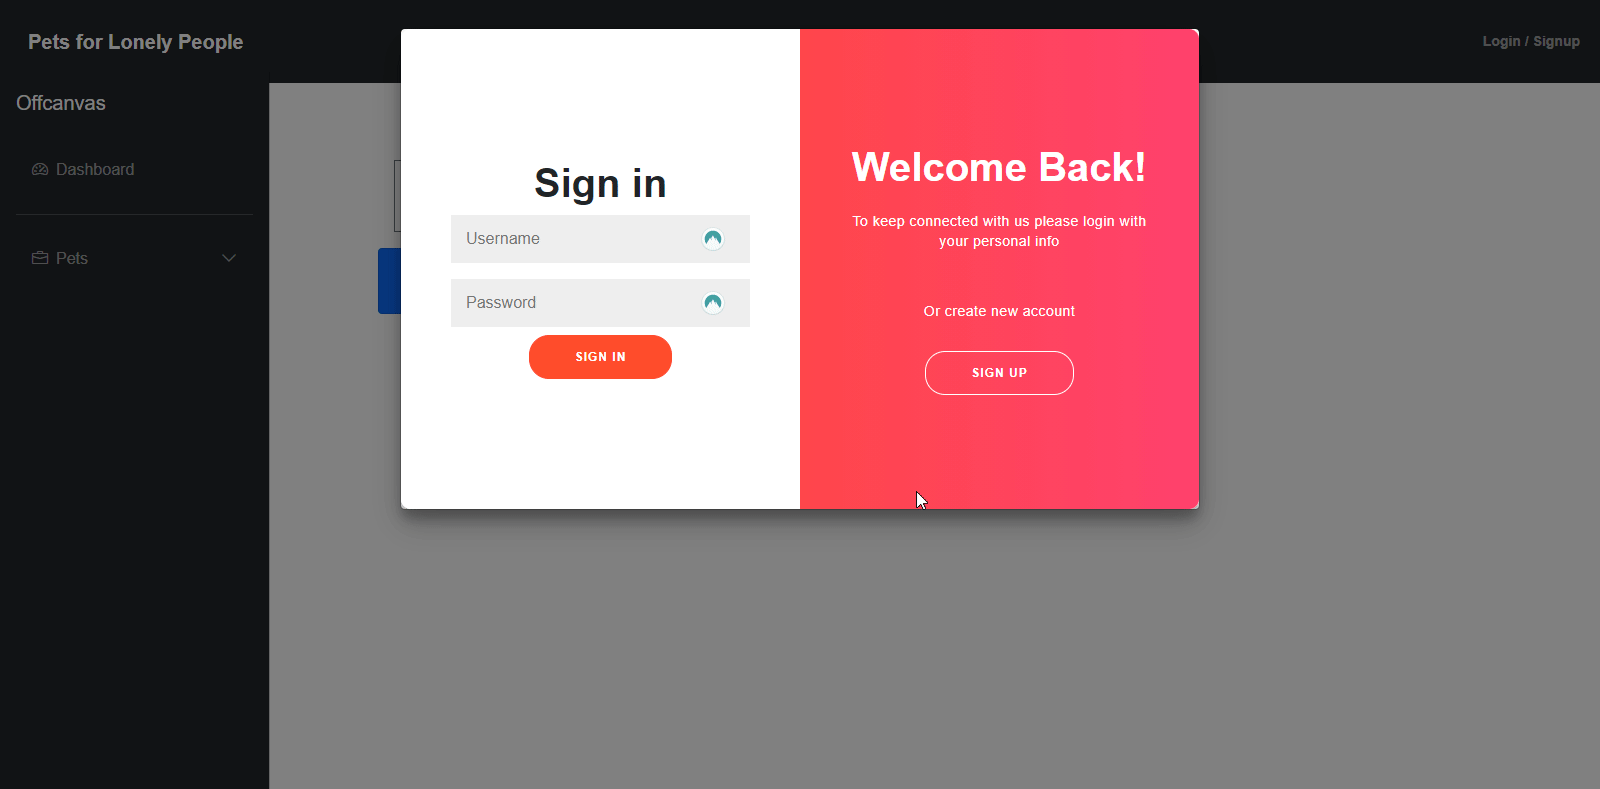 Pets for Lonely People
Login / Signup
Offcanvas
Dashboard
Pets
Sign in
Username
Password
SIGN IN
Welcome Back!
To keep connected with us please login with
your personal info
Or create new account
SIGN UP